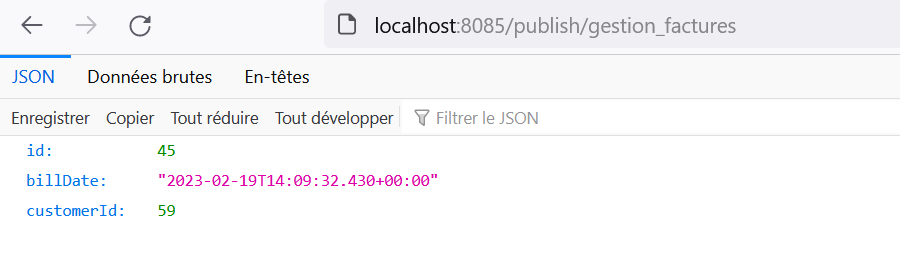 localhost:8085/publish/gestion_factures
JSON Données brutes En-têtes
Enregistrer Copier Tout réduire Tout développer Filtrer le JSON
id: 45
billDate: "2023-02-19T14:09:32.430+00:00"
customerId: 59